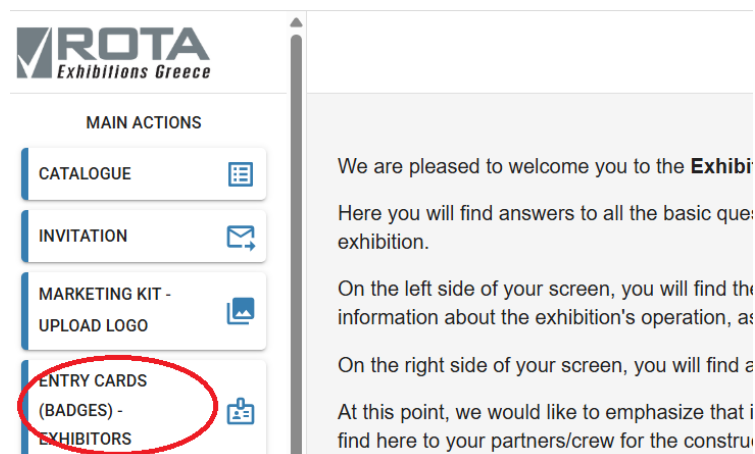 ROTA
Exhibitions Greece
MAIN ACTIONS
CATALOGUE
INVITATION
MARKETING KIT -
UPLOAD LOGO
ENTRY CARDS
(BADGES) -
EXHIBITORS
We are pleased to welcome you to the Exhibi
Here you will find answers to all the basic ques
exhibition.
On the left side of your screen, you will find the
information about the exhibition's operation, as
On the right side of your screen, you will find a
At this point, we would like to emphasize that i
find here to your partners/crew for the constru